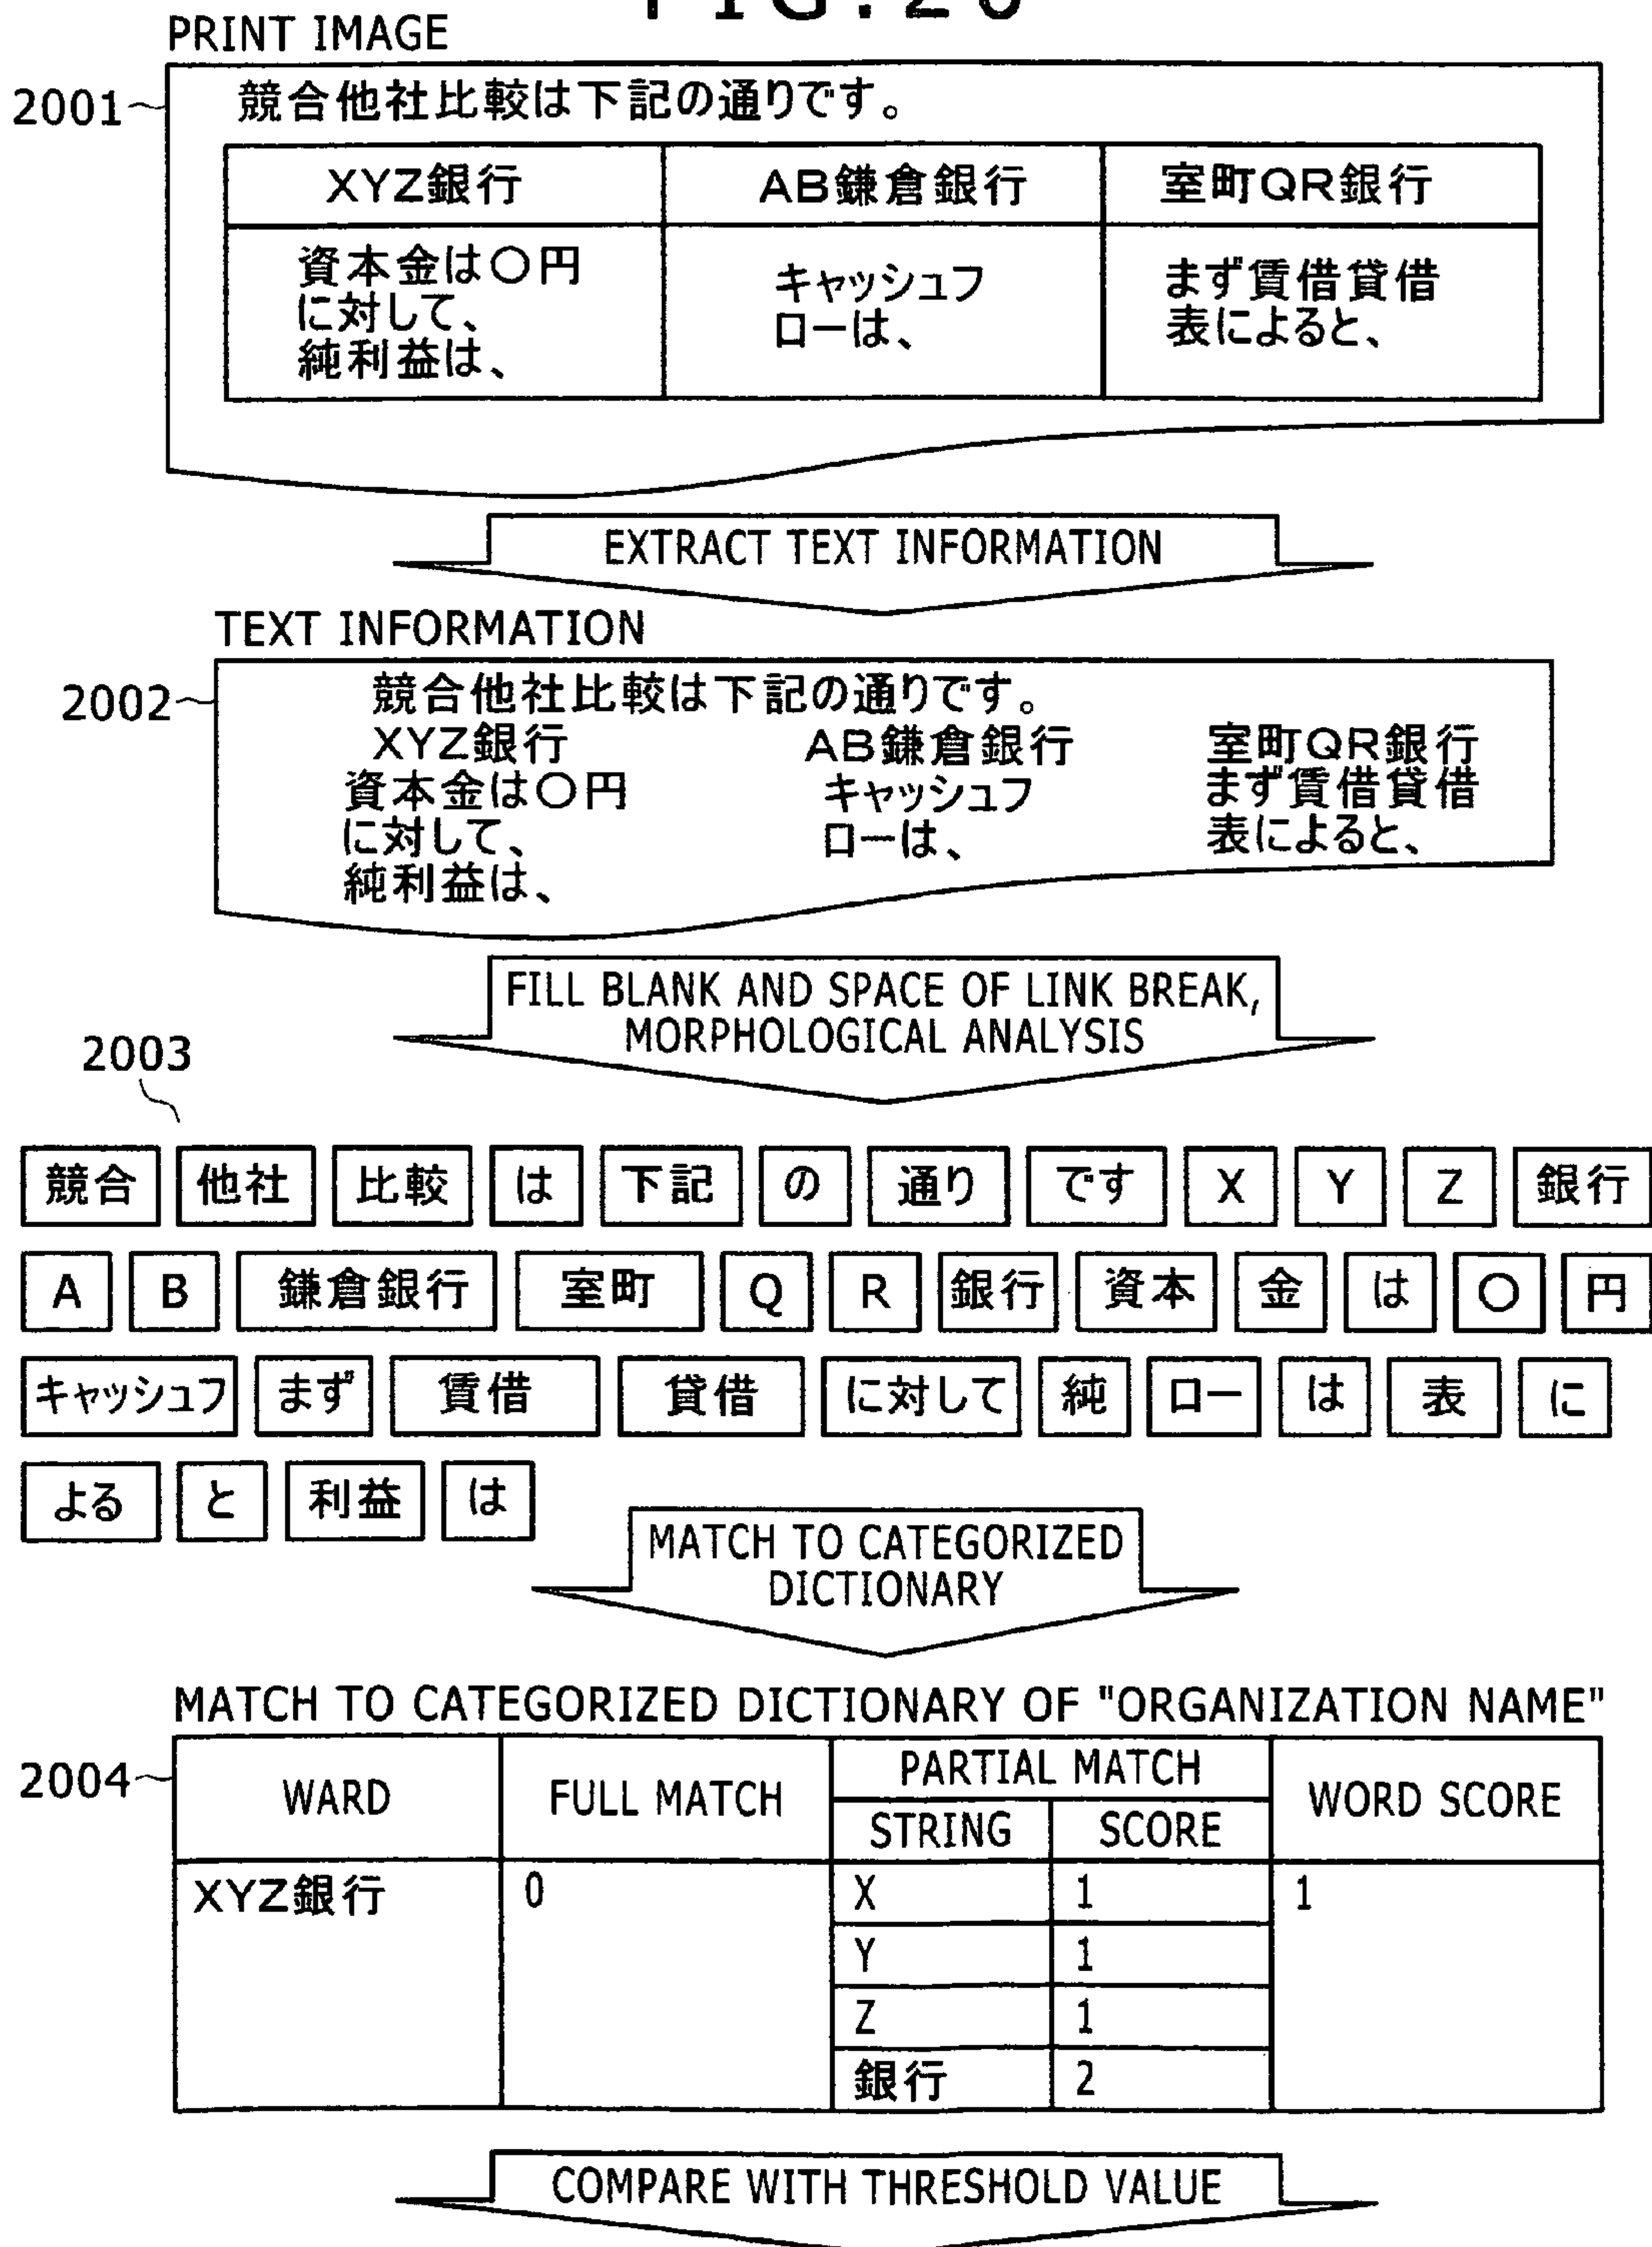 FIG.20
PRINT IMAGE
2001
競合他社比較は下記の通りです。
XYZ銀行 AB鎌倉銀行 室町QR銀行
資本金は〇円
に対して、
純利益は、
キャッシュフ
ローは、
まず賃借貸借
表によると、
EXTRACT TEXT INFORMATION
TEXT INFORMATION
2002
競合他社比較は下記の通りです。
XYZ銀行 AB鎌倉銀行 室町QR銀行
資本金は〇円 キャッシュフ まず賃借貸借
に対して、 ローは、 表によると、
純利益は、
FILL BLANK AND SPACE OF LINK BREAK,
MORPHOLOGICAL ANALYSIS
2003
競合 他社 比較 は 下記 の 通り です X Y Z 銀行
A B 鎌倉銀行 室町 Q R 銀行 資本 金 は 〇 円
キャッシュフ まず 賃借 貸借 に対して 純 ロー は 表 に
よる と 利益 は
MATCH TO CATEGORIZED
DICTIONARY
MATCH TO CATEGORIZED DICTIONARY OF "ORGANIZATION NAME"
2004
WARD FULL MATCH PARTIAL MATCH WORD SCORE
STRING SCORE
XYZ銀行 0 X 1 1
Y 1
Z 1
銀行 2
COMPARE WITH THRESHOLD VALUE